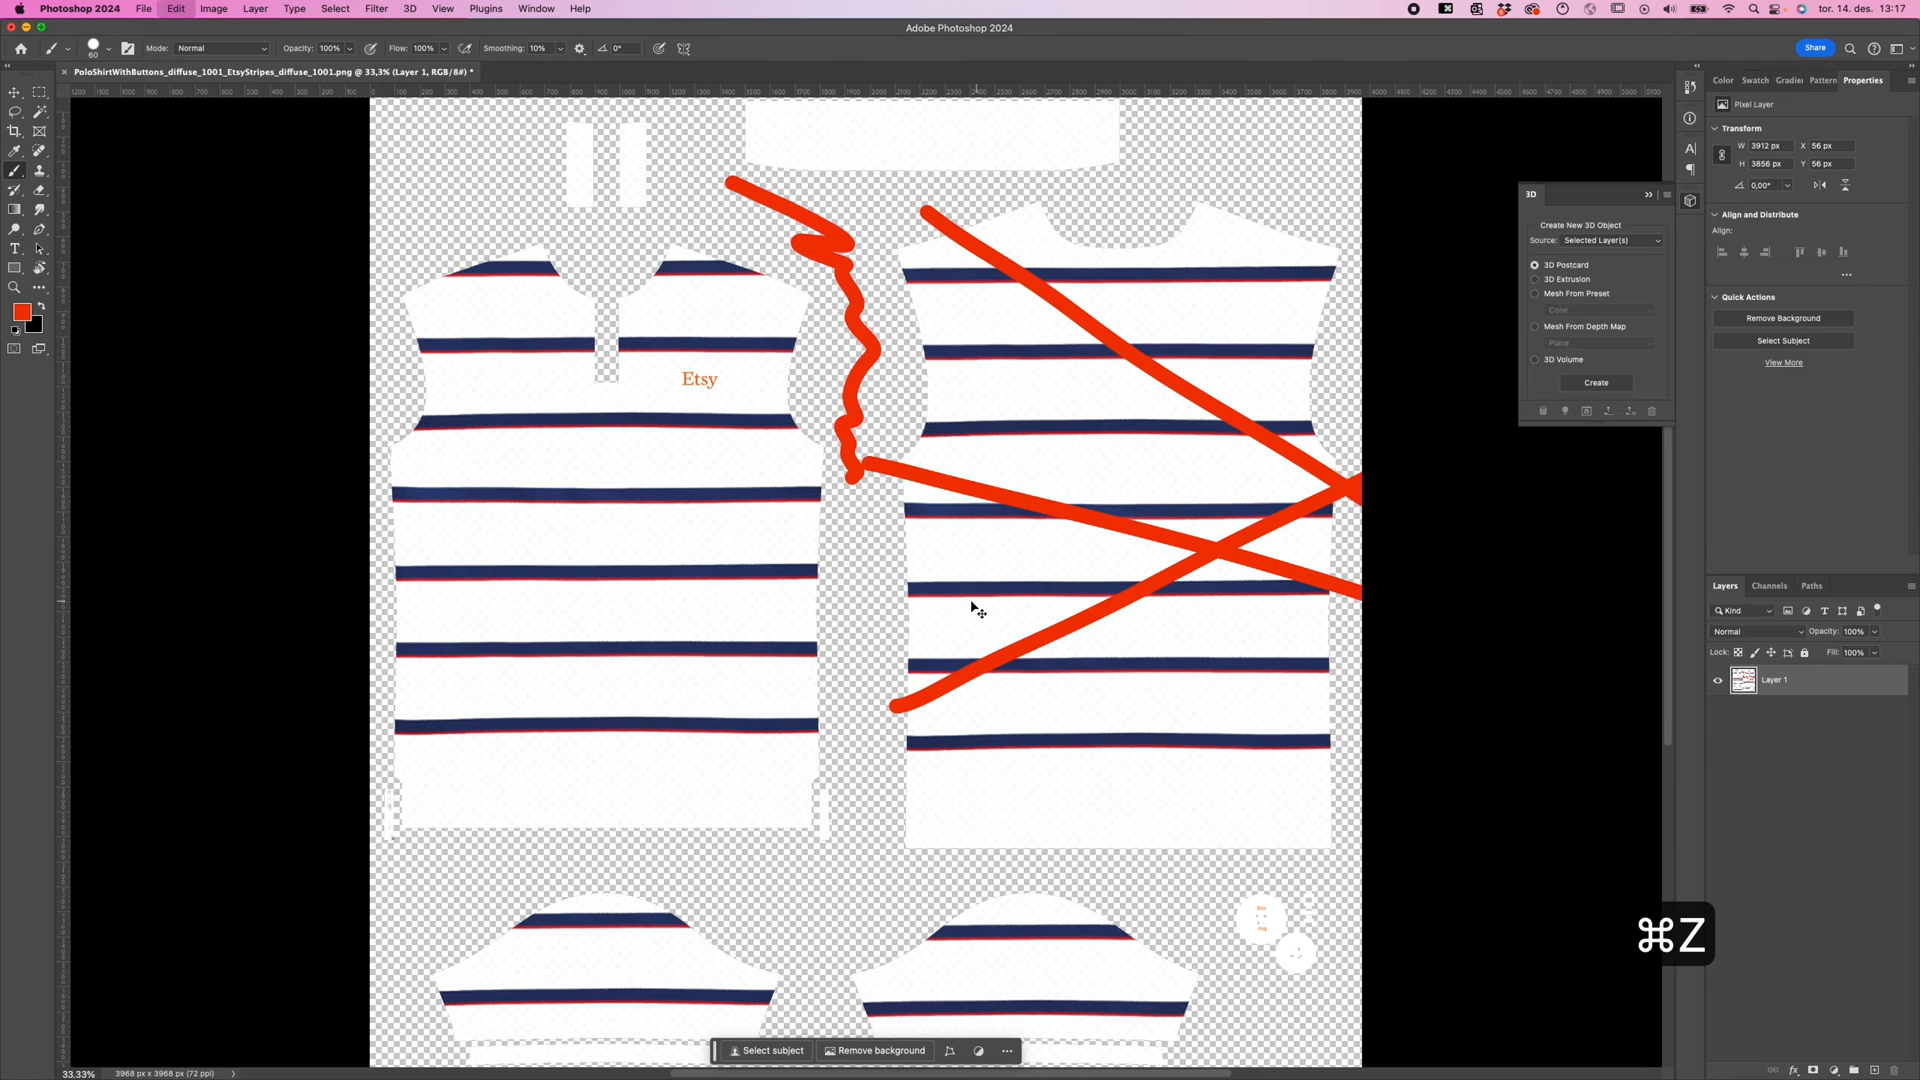 Photoshop 2024 File Edit Image Layer Type Select Filter 3D View Plugins Window Help tor. 14. des. 13:17
Adobe Photoshop 2024
60 Mode: Normal Opacity: 100% Flow: 100% Smoothing: 10% 0° Share
PoloShirtWithButtons_diffuse_1001_EtsyStripes_diffuse_1001.png @ 33,3% (Layer 1, RGB/8#) *
Color Swatch Gradie Pattern Properties
Pixel Layer
Transform
W 3912 px X 56 px
H 3856 px Y 56 px
0,00°
Align and Distribute
Align:
Quick Actions
Remove Background
Select Subject
View More
3D
Create New 3D Object
Source: Selected Layer(s)
3D Postcard
3D Extrusion
Mesh From Preset
Cone
Mesh From Depth Map
Plane
3D Volume
Create
Etsy
Layers Channels Paths
Kind
Normal Opacity: 100%
Lock: Fill: 100%
Layer 1
⌘Z
Select subject Remove background
33.33% 3968 px x 3968 px (72 ppi)